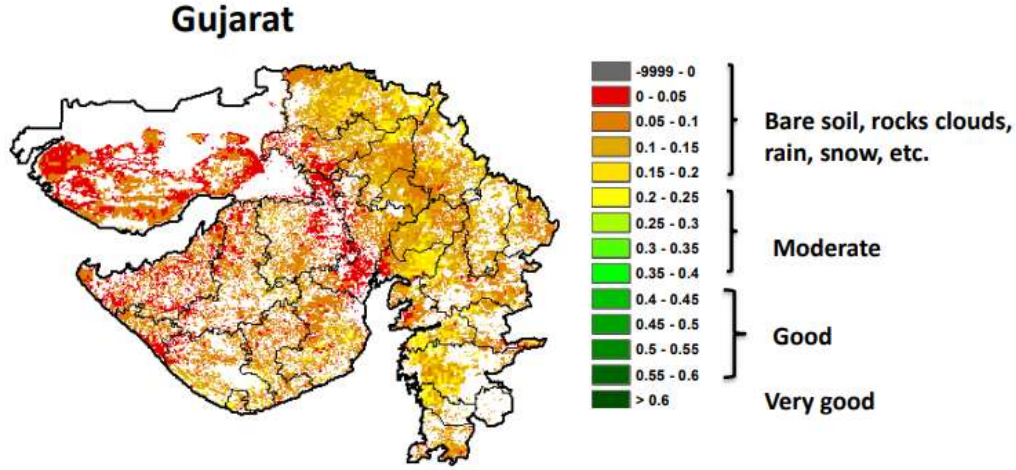 Gujarat
-9999 - 0
0 - 0.05
0.05 - 0.1
0.1 - 0.15
0.15 - 0.2
0.2 - 0.25
0.25 - 0.3
0.3 - 0.35
0.35 - 0.4
0.4 - 0.45
0.45 - 0.5
0.5 - 0.55
0.55 - 0.6
> 0.6
Bare soil, rocks clouds,
rain, snow, etc.
Moderate
Good
Very good